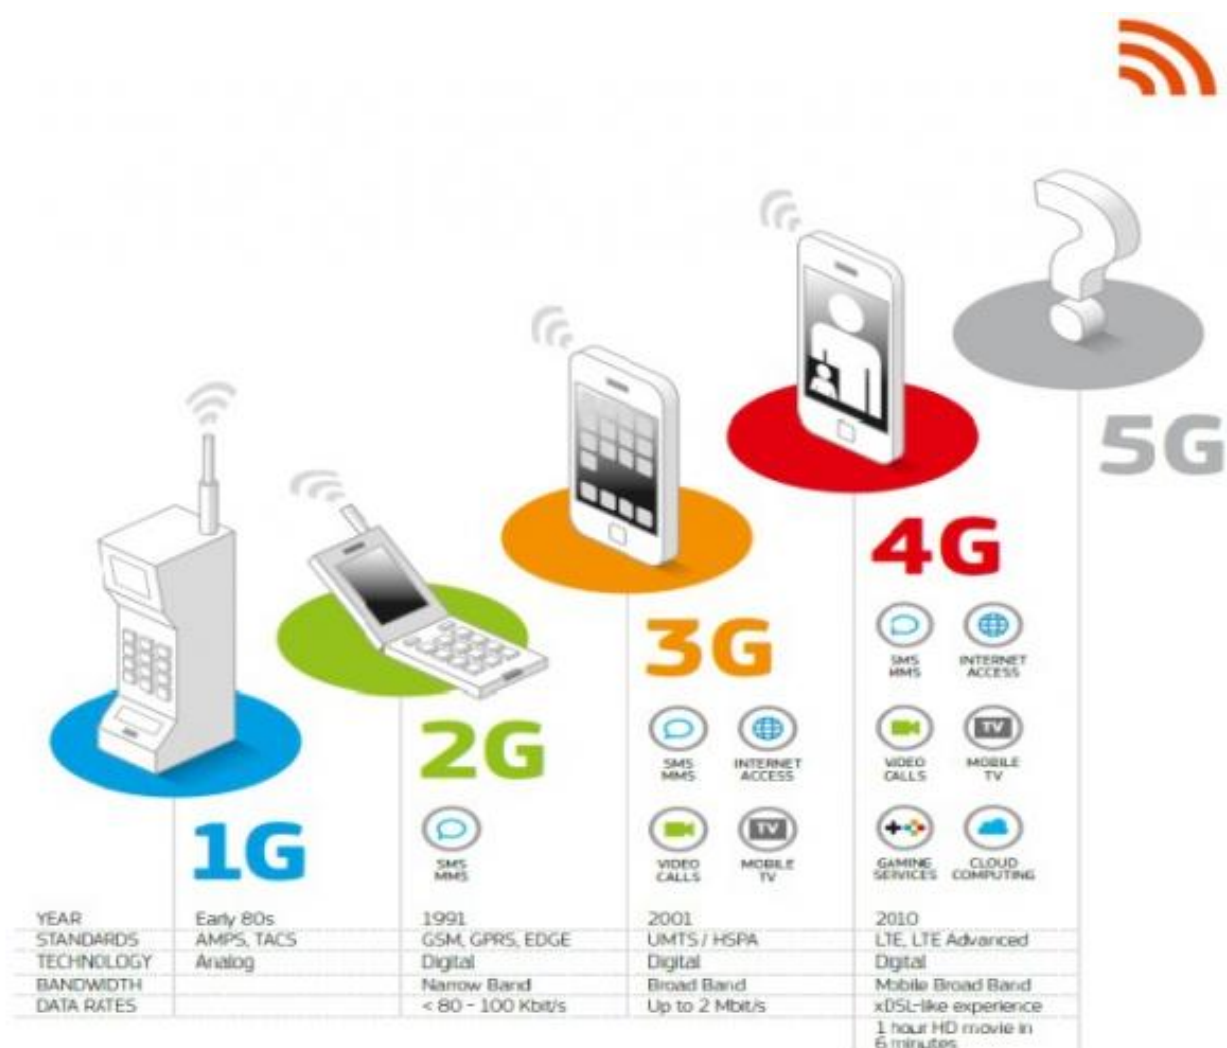 5G
4G
SMS MMS
INTERNET ACCESS
3G
VIDEO CALLS
MOBILE TV
2G
SMS MMS
INTERNET ACCESS
1G
SMS MMS
VIDEO CALLS
MOBILE TV
GAMING SERVICES
CLOUD COMPUTING
YEAR Early 80s 1991 2001 2010
STANDARDS AMPS, TACS GSM, GPRS, EDGE UMTS / HSPA LTE, LTE Advanced
TECHNOLOGY Analog Digital Digital Digital
BANDWIDTH Narrow Band Broad Band Mobile Broad Band
DATA RATES < 80 - 100 Kbit/s Up to 2 Mbit/s xDSL-like experience
1 hour HD movie in
6 minutes